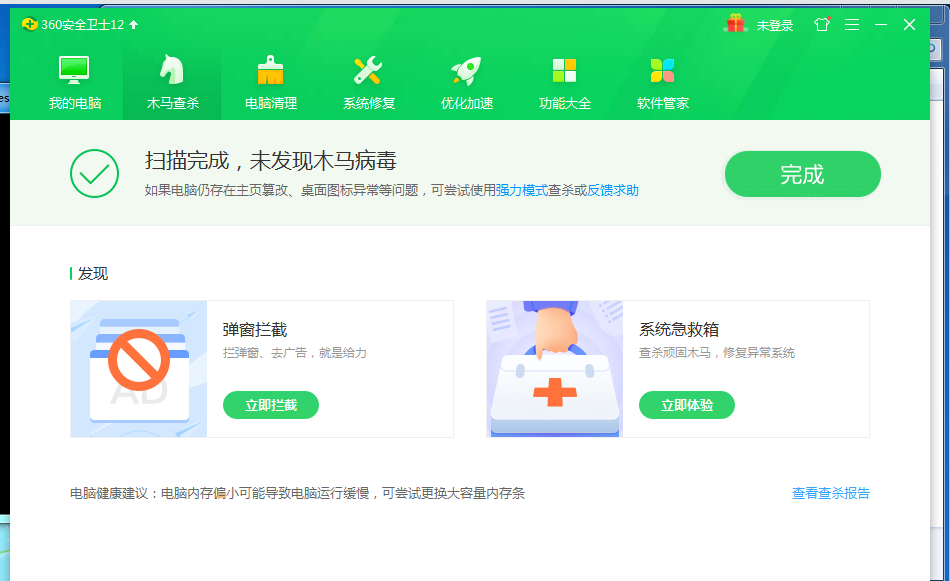 360安全卫士12
未登录
我的电脑
木马查杀
电脑清理
系统修复
优化加速
功能大全
软件管家
扫描完成，未发现木马病毒
如果电脑仍存在主页篡改、桌面图标异常等问题，可尝试使用强力模式查杀或反馈求助
完成
发现
弹窗拦截
拦弹窗、去广告，就是给力
立即拦截
AD
系统急救箱
查杀顽固木马，修复异常系统
立即体验
电脑健康建议：电脑内存偏小可能导致电脑运行缓慢，可尝试更换大容量内存条
查看查杀报告